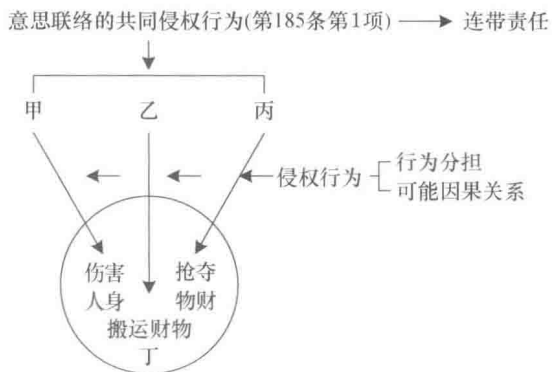 意思联络的共同侵权行为(第185条第1项) 连带责任
甲 乙 丙
侵权行为
行为分担
可能因果关系
伤害 抢夺
人身 物财
搬运财物
丁